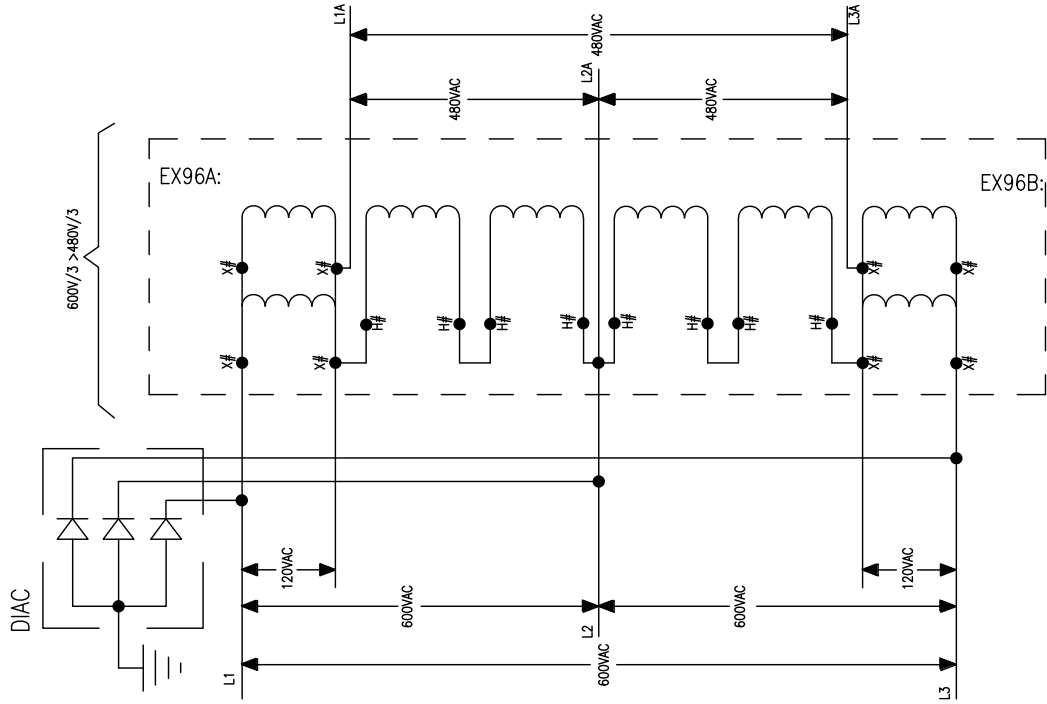 L1A
L3A
480VAC
L2A
480VAC
480VAC
EX96A:
EX96B:
600V/3 >480V/3
X#
X#
X#
X#
H#
H#
H#
H#
H#
H#
H#
H#
X#
X#
X#
X#
DIAC
120VAC
120VAC
600VAC
600VAC
L2
600VAC
L1
L3